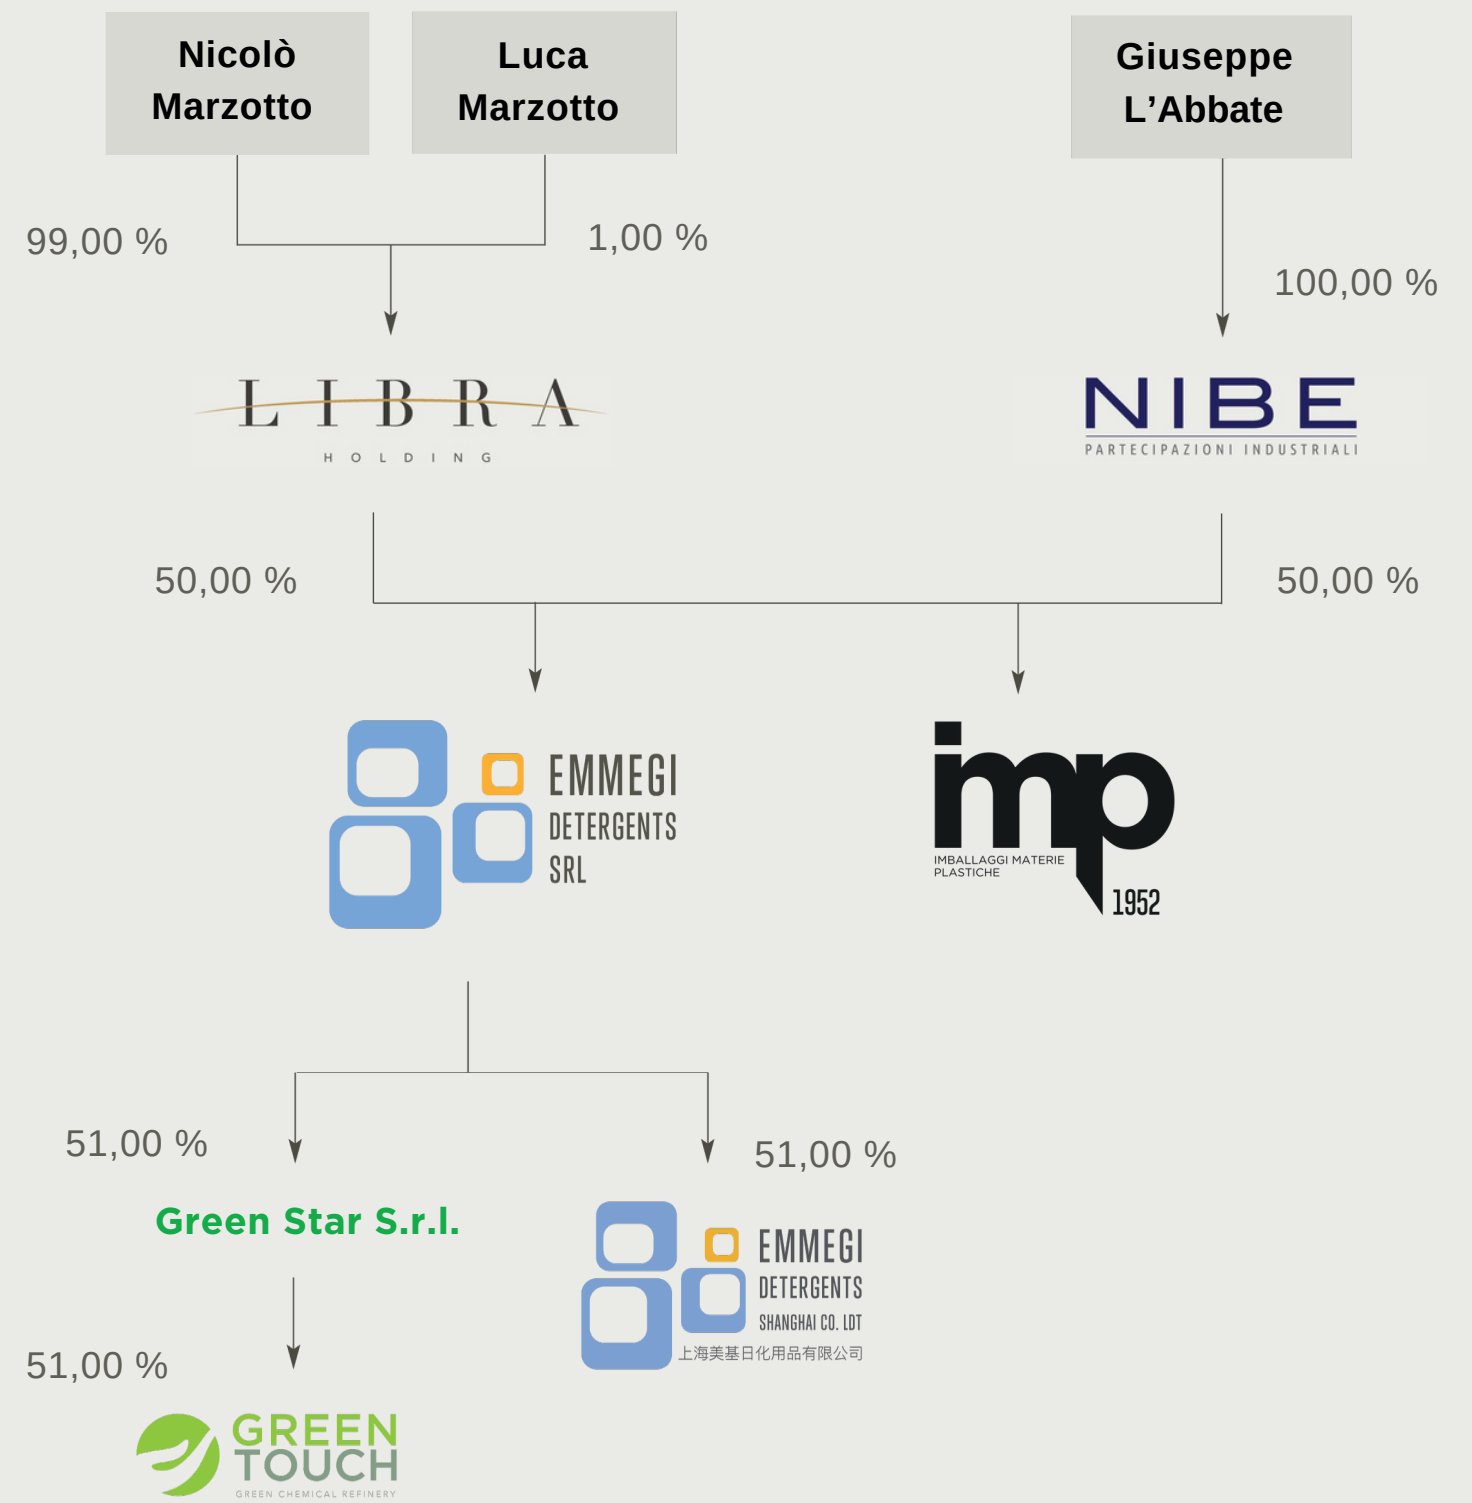 Nicolò
Marzotto
Luca
Marzotto
Giuseppe
L’Abbate
99,00 %
1,00 %
100,00 %
LIBRA
HOLDING
NIBE
PARTECIPAZIONI INDUSTRIALI
50,00 %
50,00 %
EMMEGI
DETERGENTS
SRL
imp
IMBALLAGGI MATERIE
PLASTICHE
1952
51,00 %
51,00 %
Green Star S.r.l.
EMMEGI
DETERGENTS
SHANGHAI CO. LDT
上海美基日化用品有限公司
51,00 %
GREEN
TOUCH
GREEN CHEMICAL REFINERY